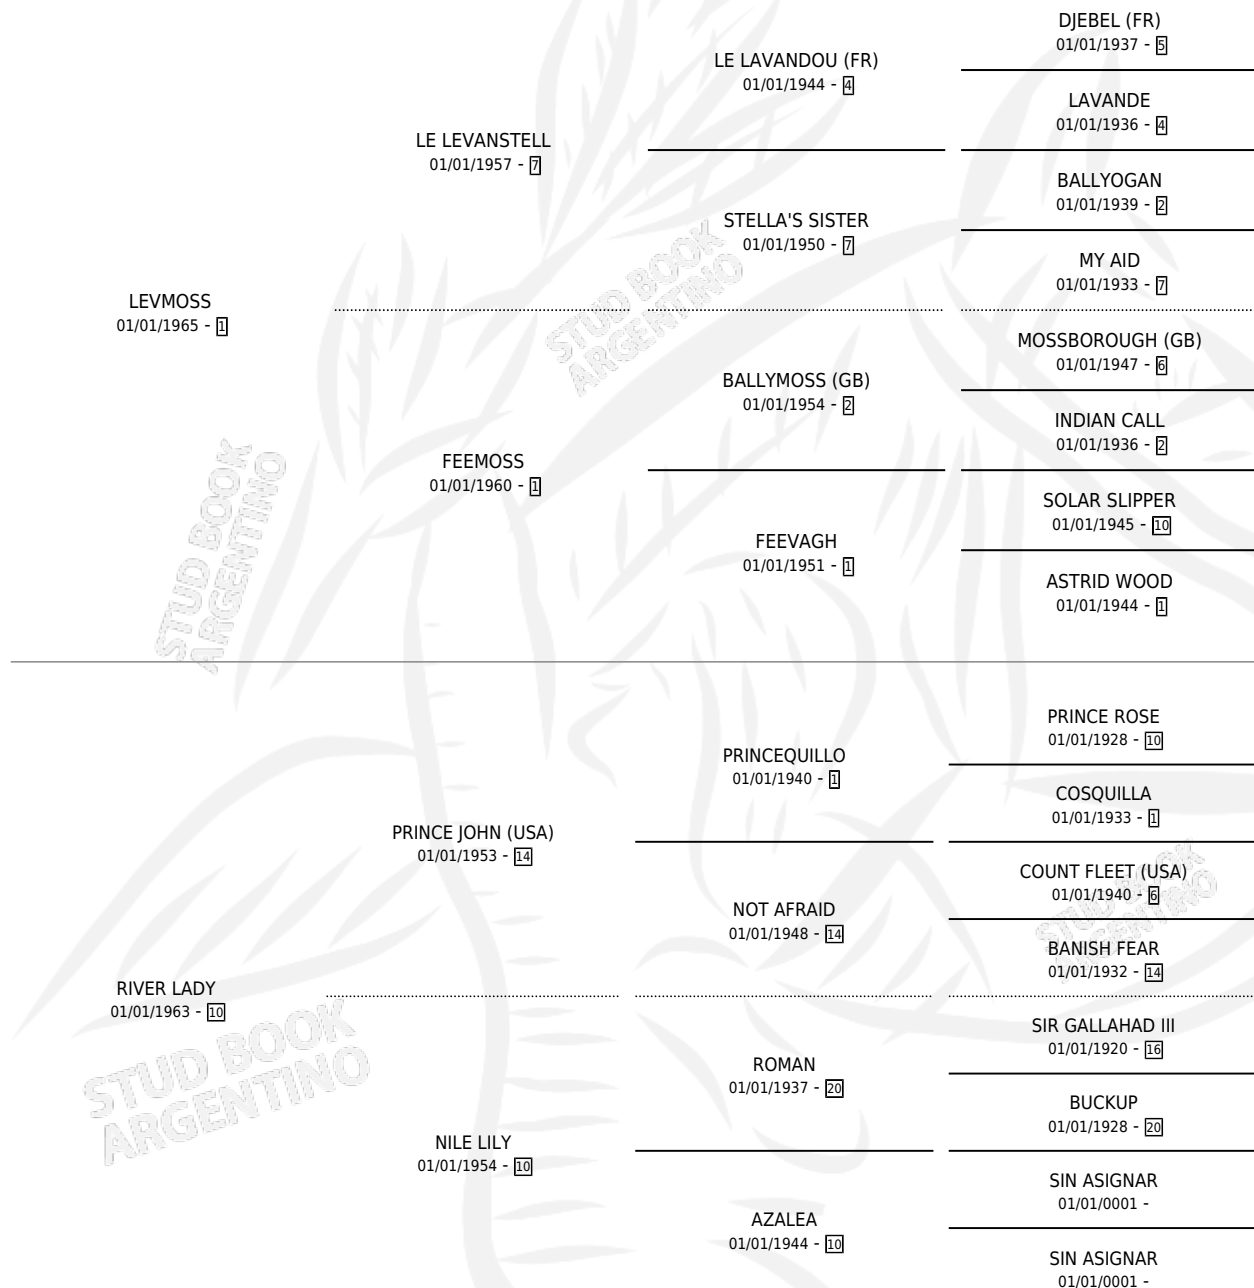 DJEBEL (FR)
01/01/1937 - 5
LE LAVANDOU (FR)
01/01/1944 - 4
LAVANDE
01/01/1936 - 4
LE LEVANSTELL
01/01/1957 - 7
BALLYOGAN
01/01/1939 - 2
STELLA'S SISTER
01/01/1950 - 7
MY AID
01/01/1933 - 7
LEVMOSS
01/01/1965 - 1
STUD BOOK
ARGENTINO
MOSSBOROUGH (GB)
01/01/1947 - 6
BALLYMOSS (GB)
01/01/1954 - 2
INDIAN CALL
01/01/1936 - 2
FEEMOSS
01/01/1960 - 1
SOLAR SLIPPER
01/01/1945 - 10
FEEVAGH
01/01/1951 - 1
ASTRID WOOD
01/01/1944 - 1
STUD BOOK
ARGENTINO
PRINCE ROSE
01/01/1928 - 10
PRINCEQUILLO
01/01/1940 - 1
COSQUILLA
01/01/1933 - 1
PRINCE JOHN (USA)
01/01/1953 - 14
COUNT FLEET (USA)
01/01/1940 - 6
NOT AFRAID
01/01/1948 - 14
STUD BOOK
ARGENTINO
BANISH FEAR
01/01/1932 - 14
RIVER LADY
01/01/1963 - 10
SIR GALLAHAD III
01/01/1920 - 16
ROMAN
01/01/1937 - 20
BUCKUP
01/01/1928 - 20
STUD BOOK
ARGENTINO
NILE LILY
01/01/1954 - 10
SIN ASIGNAR
01/01/0001 -
AZALEA
01/01/1944 - 10
SIN ASIGNAR
01/01/0001 -